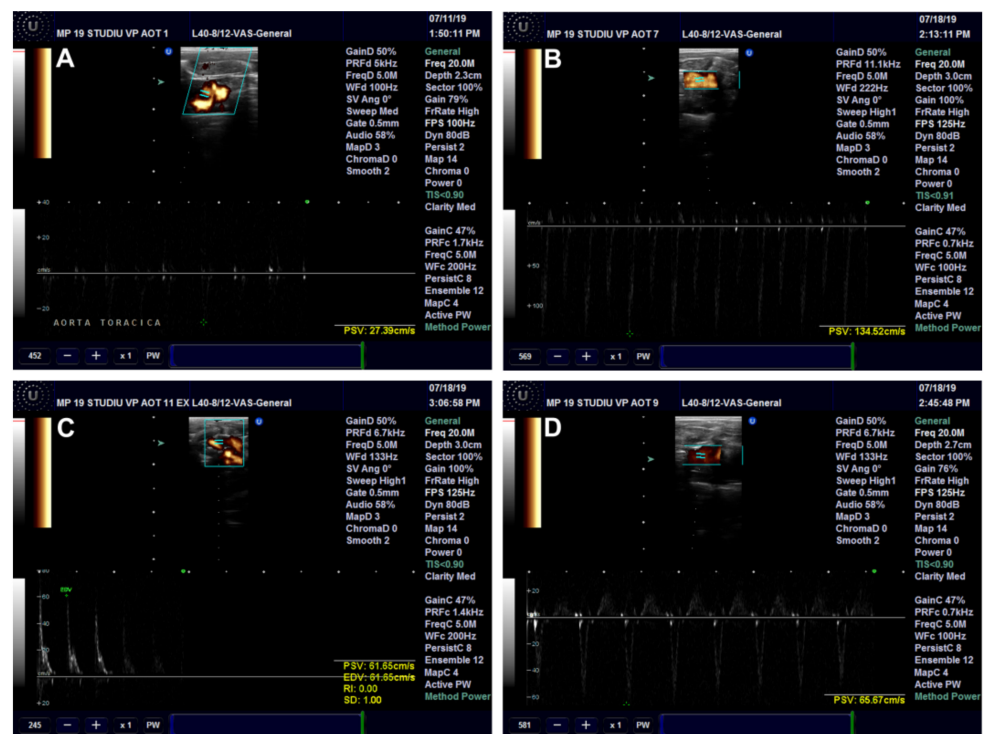 07/11/19
MP 19 STUDIU VP AOT 1 L40-8/12-VAS-General 1:50:11 PM
A
GainD 50% General
PRFd 5kHz Freq 20.0M
FreqD 5.0M Depth 2.3cm
WFd 100Hz Sector 100%
SV Ang 0° Gain 79%
Sweep Med FrRate High
Gate 0.5mm FPS 100Hz
Audio 58% Dyn 80dB
MapD 3 Persist 2
ChromaD 0 Map 14
Smooth 2 Chroma 0
Power 0
TIS<0.90
Clarity Med
+40
+20
cm/s
-20
GainC 47%
PRFc 1.7kHz
FreqC 5.0M
WFc 200Hz
PersistC 8
Ensemble 12
MapC 4
Active PW
Method Power
AORTA TORACICA
PSV: 27.39cm/s
452 − + x 1 PW
07/18/19
MP 19 STUDIU VP AOT 7 L40-8/12-VAS-General 2:13:11 PM
B
GainD 50% General
PRFd 11.1kHz Freq 20.0M
FreqD 5.0M Depth 3.0cm
WFd 222Hz Sector 100%
SV Ang 0° Gain 100%
Sweep High1 FrRate High
Gate 0.5mm FPS 125Hz
Audio 58% Dyn 80dB
MapD 3 Persist 2
ChromaD 0 Map 14
Smooth 2 Chroma 0
Power 0
TIS<0.91
Clarity Med
cm/s
+50
+100
GainC 47%
PRFc 0.7kHz
FreqC 5.0M
WFc 100Hz
PersistC 8
Ensemble 12
MapC 4
Active PW
Method Power
PSV: 134.52cm/s
569 − + x 1 PW
07/18/19
MP 19 STUDIU VP AOT 11 EX L40-8/12-VAS-General 3:06:58 PM
C
GainD 50% General
PRFd 6.7kHz Freq 20.0M
FreqD 5.0M Depth 3.0cm
WFd 133Hz Sector 100%
SV Ang 0° Gain 100%
Sweep High1 FrRate High
Gate 0.5mm FPS 125Hz
Audio 58% Dyn 80dB
MapD 3 Persist 2
ChromaD 0 Map 14
Smooth 2 Chroma 0
Power 0
TIS<0.90
Clarity Med
EDV
-60
-40
-20
+20
GainC 47%
PRFc 1.4kHz
FreqC 5.0M
WFc 200Hz
PersistC 8
Ensemble 12
MapC 4
Active PW
Method Power
PSV: 61.65cm/s
EDV: 61.65cm/s
RI: 0.00
SD: 1.00
245 − + x 1 PW
07/18/19
MP 19 STUDIU VP AOT 9 L40-8/12-VAS-General 2:45:48 PM
D
GainD 50% General
PRFd 6.7kHz Freq 20.0M
FreqD 5.0M Depth 2.7cm
WFd 133Hz Sector 100%
SV Ang 0° Gain 76%
Sweep High1 FrRate High
Gate 0.5mm FPS 125Hz
Audio 58% Dyn 80dB
MapD 3 Persist 2
ChromaD 0 Map 14
Smooth 2 Chroma 0
Power 0
TIS<0.90
Clarity Med
+20
-20
-40
-60
GainC 47%
PRFc 0.7kHz
FreqC 5.0M
WFc 100Hz
PersistC 8
Ensemble 12
MapC 4
Active PW
Method Power
PSV: 65.67cm/s
581 − + x 1 PW